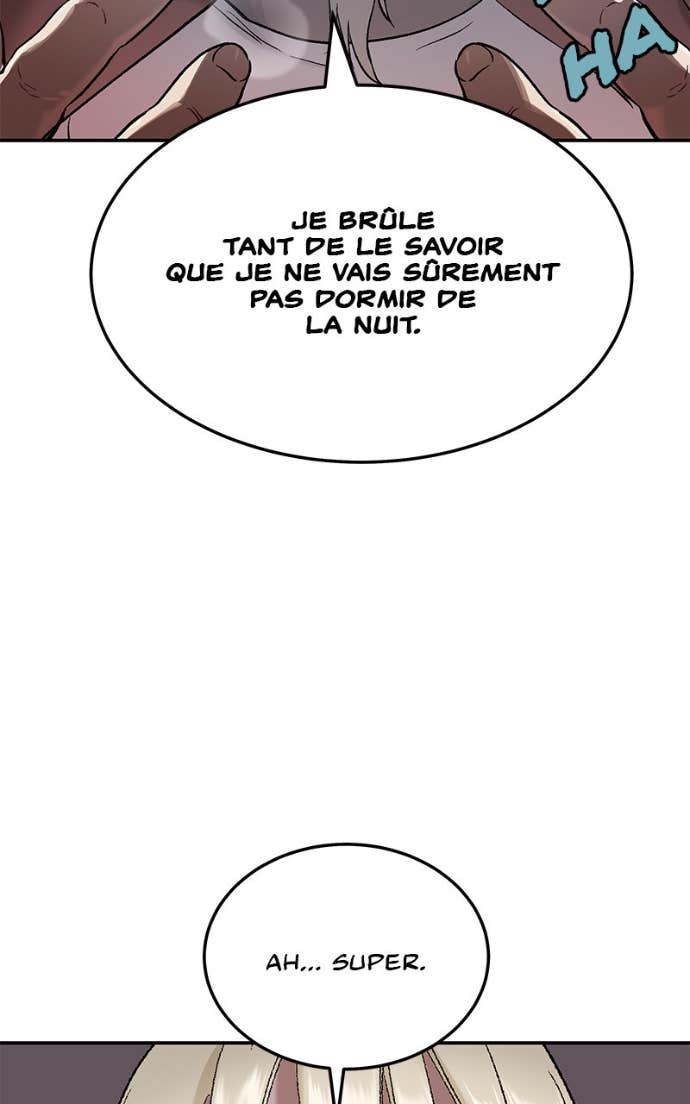 HA
JE BRÛLE
TANT DE LE SAVOIR
QUE JE NE VAIS SÛREMENT
PAS DORMIR DE
LA NUIT.
AH... SUPER.